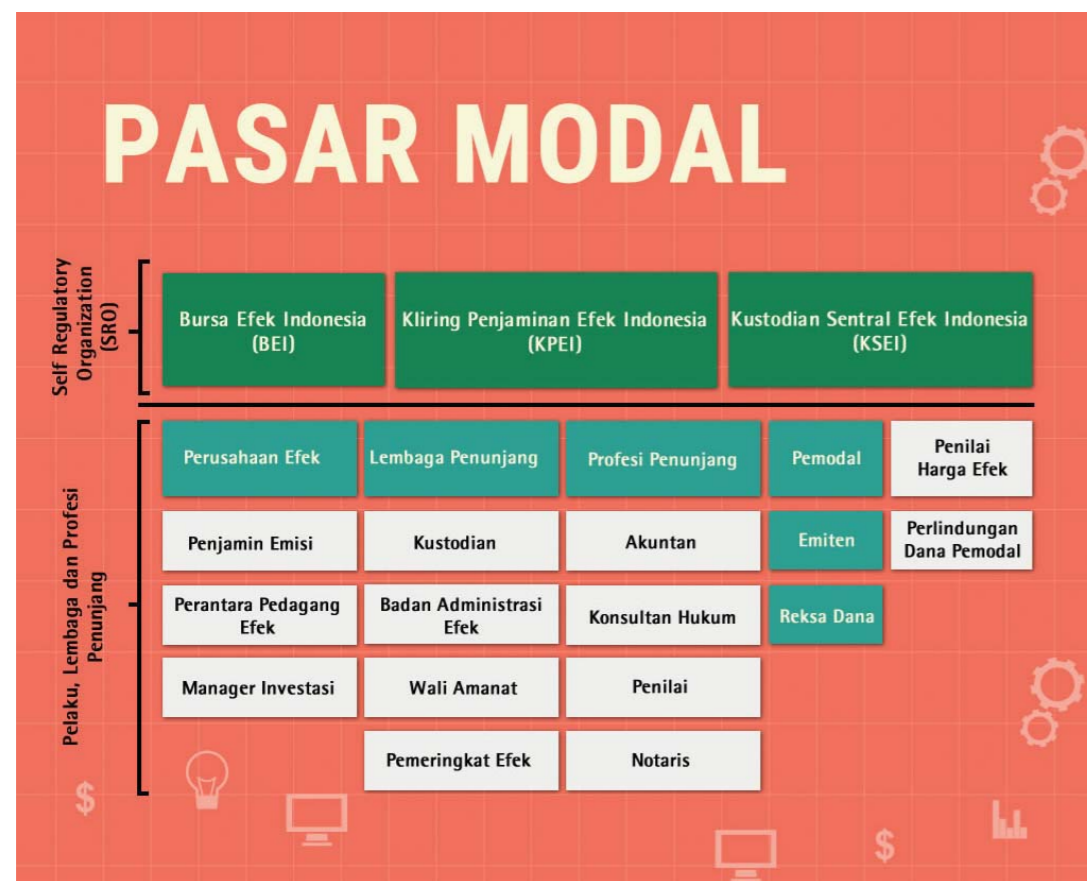 PASAR MODAL
Self Regulatory
Organization
(SRO)
Bursa Efek Indonesia
(BEI)
Kliring Penjaminan Efek Indonesia
(KPEI)
Kustodian Sentral Efek Indonesia
(KSEI)
Pelaku, Lembaga dan Profesi
Penunjang
Perusahaan Efek
Lembaga Penunjang
Profesi Penunjang
Pemodal
Penilai
Harga Efek
Penjamin Emisi
Kustodian
Akuntan
Emiten
Perlindungan
Dana Pemodal
Perantara Pedagang
Efek
Badan Administrasi
Efek
Konsultan Hukum
Reksa Dana
Manager Investasi
Wali Amanat
Penilai
Pemeringkat Efek
Notaris
$
$